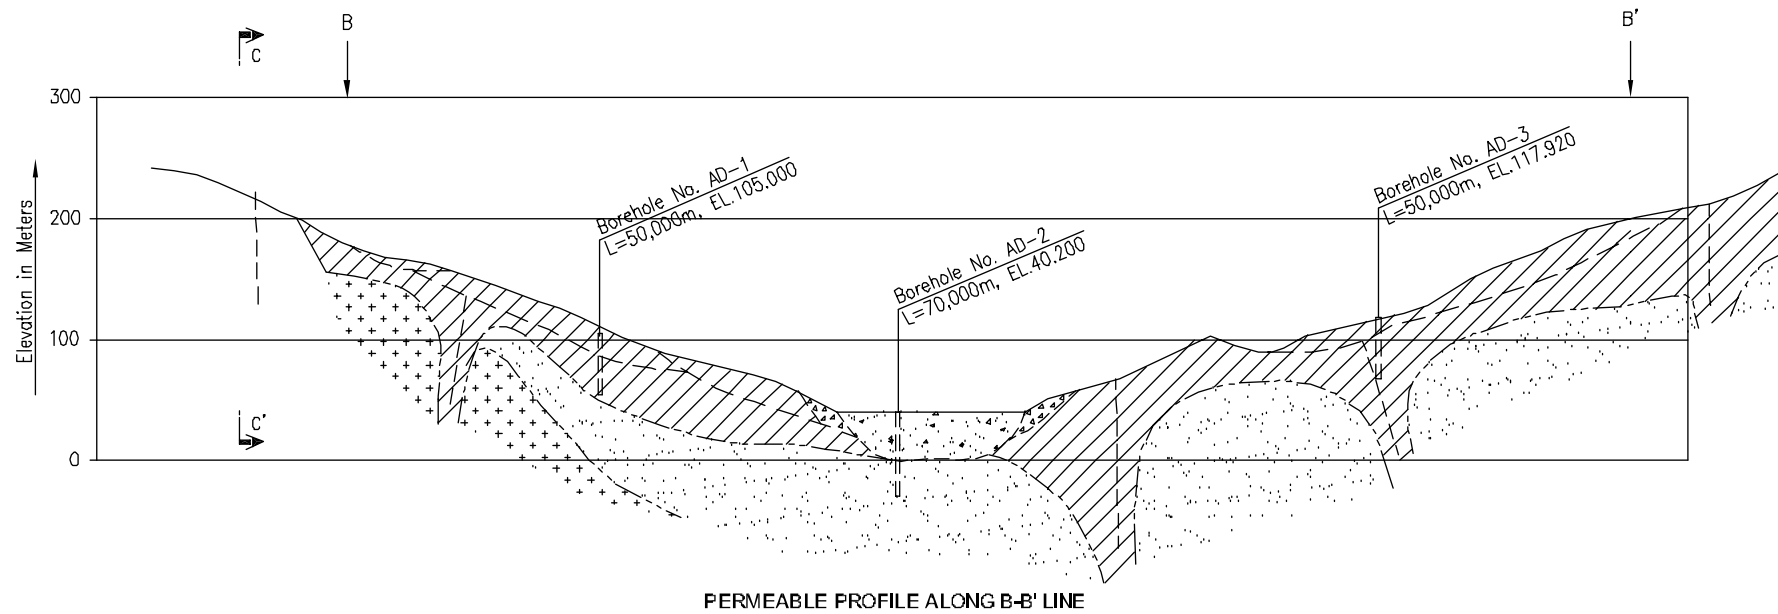 B
B'
C
300
Borehole No. AD-1
L=50,000m, EL.105.000
Borehole No. AD-3
L=50,000m, EL.117.920
200
Borehole No. AD-2
L=70,000m, EL.40.200
Elevation in Meters
100
C'
0
PERMEABLE PROFILE ALONG B-B' LINE